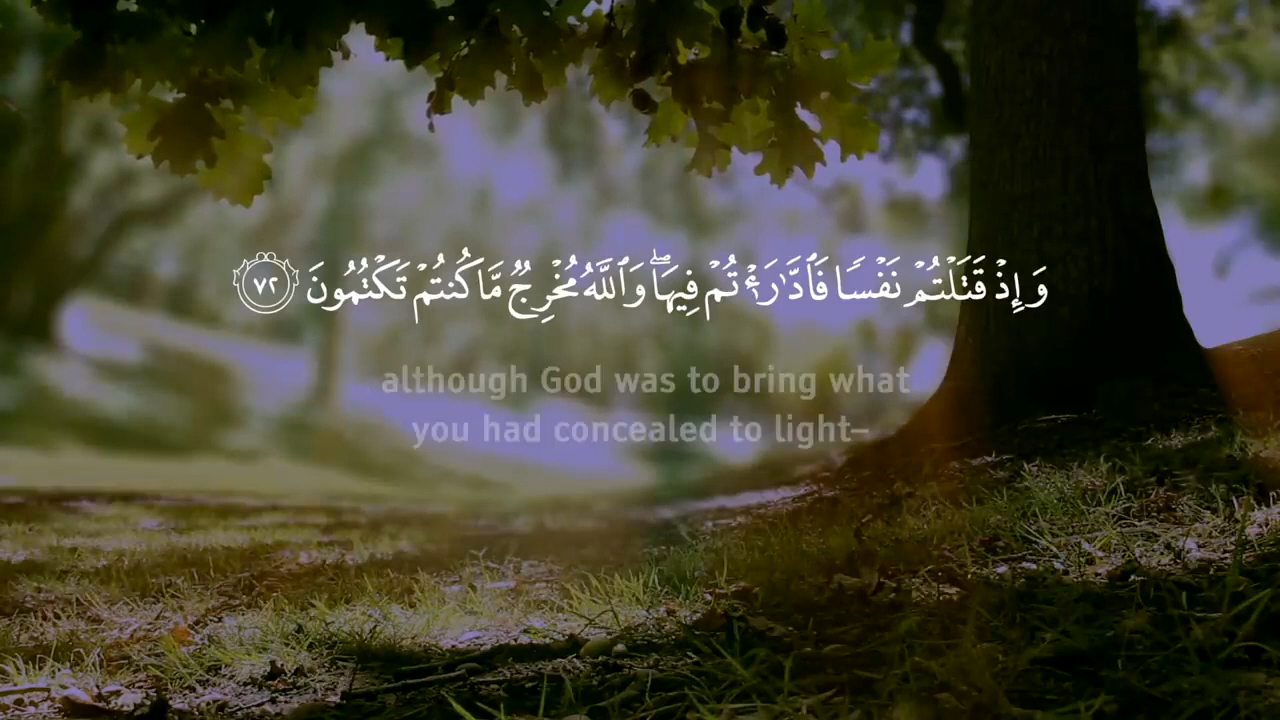 وَإِذْ قَتَلْتُمْ نَفْسًا فَٱدَّٰرَٰٔتُمْ فِيهَا ۖ وَٱللَّهُ مُخْرِجٌ مَّا كُنتُمْ تَكْتُمُونَ ٧٢
although God was to bring what
you had concealed to light–